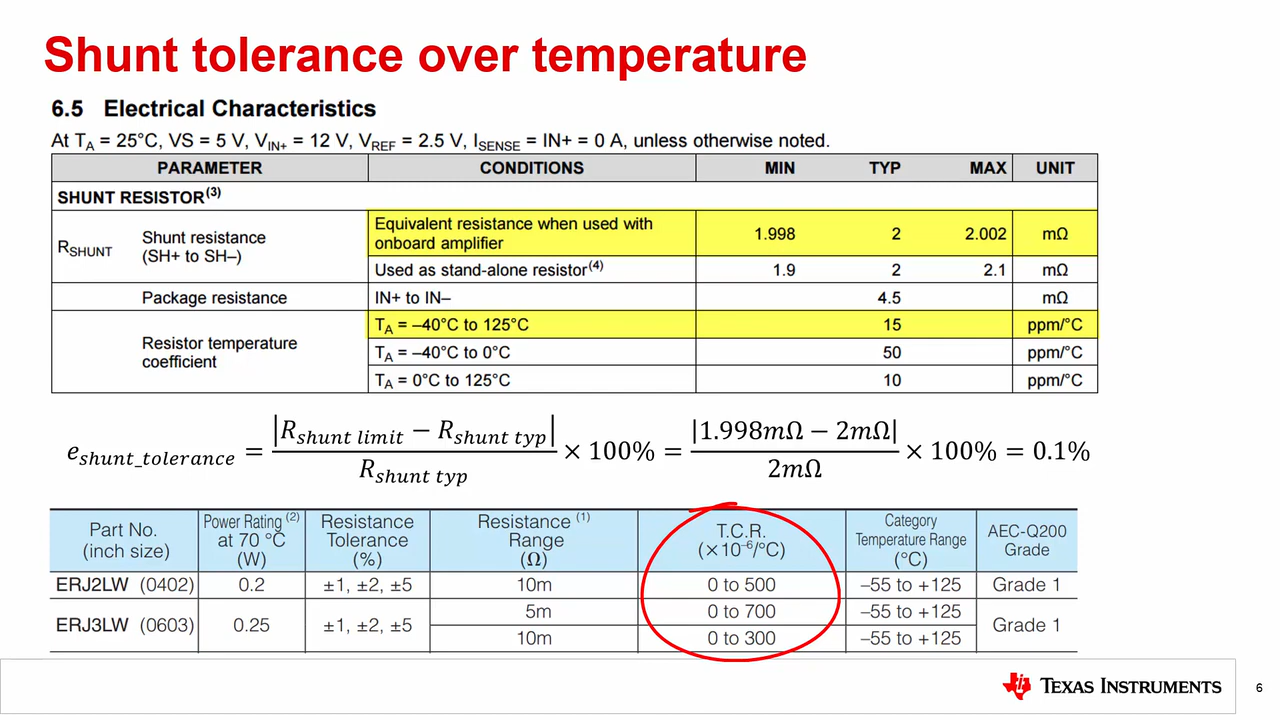 Shunt tolerance over temperature
6.5 Electrical Characteristics
At TA = 25°C, VS = 5 V, VIN+ = 12 V, VREF = 2.5 V, ISENSE = IN+ = 0 A, unless otherwise noted.
PARAMETER CONDITIONS MIN TYP MAX UNIT
SHUNT RESISTOR(3)
RSHUNT Shunt resistance (SH+ to SH–) Equivalent resistance when used with onboard amplifier 1.998 2 2.002 mΩ
Used as stand-alone resistor(4) 1.9 2 2.1 mΩ
Package resistance IN+ to IN– 4.5 mΩ
Resistor temperature coefficient TA = –40°C to 125°C 15 ppm/°C
TA = –40°C to 0°C 50 ppm/°C
TA = 0°C to 125°C 10 ppm/°C
e_shunt_tolerance = |R_shunt limit − R_shunt typ| / R_shunt typ × 100% = |1.998mΩ − 2mΩ| / 2mΩ × 100% = 0.1%
Part No. (inch size) Power Rating (2) at 70 °C (W) Resistance Tolerance (%) Resistance (1) Range (Ω) T.C.R. (×10⁻⁶/°C) Category Temperature Range (°C) AEC-Q200 Grade
ERJ2LW (0402) 0.2 ±1, ±2, ±5 10m 0 to 500 –55 to +125 Grade 1
ERJ3LW (0603) 0.25 ±1, ±2, ±5 5m 0 to 700 –55 to +125 Grade 1
10m 0 to 300 –55 to +125
TEXAS INSTRUMENTS
6